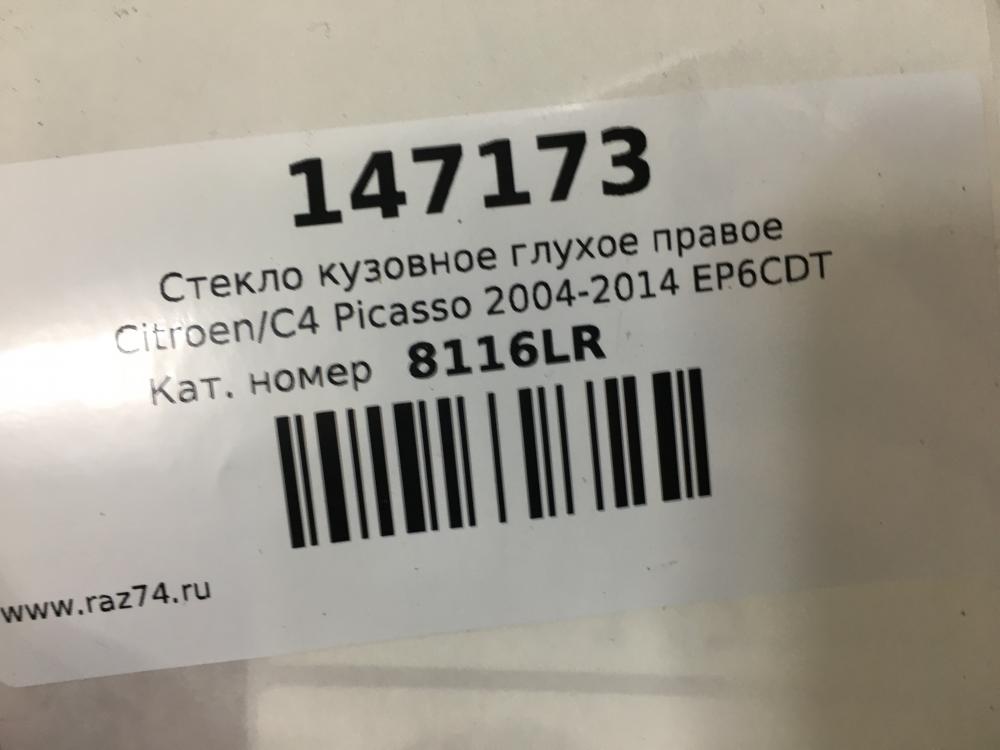 147173
Стекло кузовное глухое правое
Citroen/C4 Picasso 2004-2014 EP6CDT
Кат. номер 8116LR
www.raz74.ru